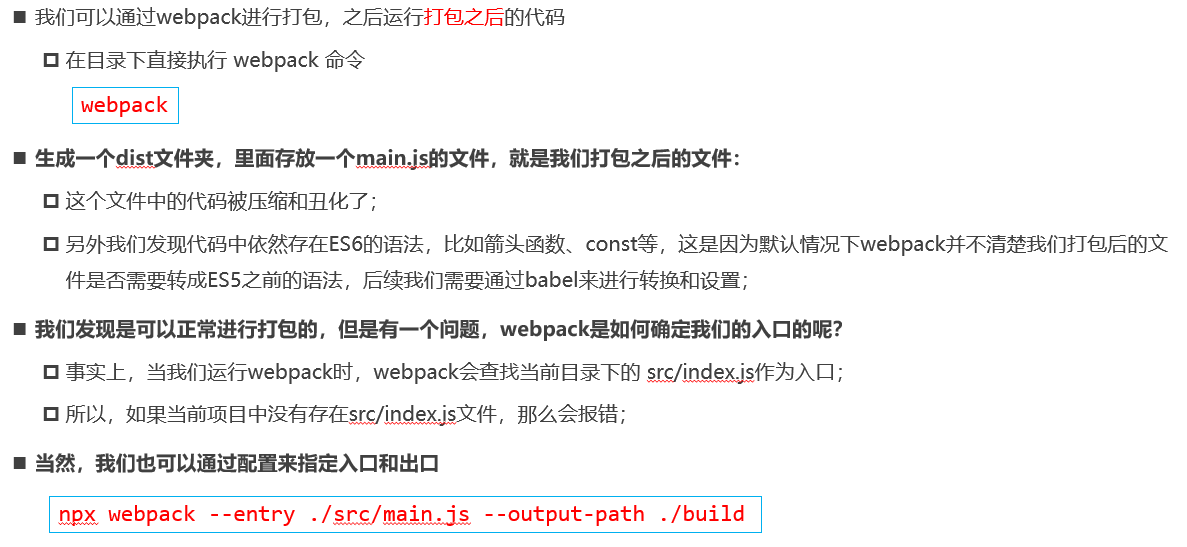 我们可以通过webpack进行打包，之后运行打包之后的代码
在目录下直接执行 webpack 命令
webpack
生成一个dist文件夹，里面存放一个main.js的文件，就是我们打包之后的文件：
这个文件中的代码被压缩和丑化了；
另外我们发现代码中依然存在ES6的语法，比如箭头函数、const等，这是因为默认情况下webpack并不清楚我们打包后的文
件是否需要转成ES5之前的语法，后续我们需要通过babel来进行转换和设置；
我们发现是可以正常进行打包的，但是有一个问题，webpack是如何确定我们的入口的呢？
事实上，当我们运行webpack时，webpack会查找当前目录下的 src/index.js作为入口；
所以，如果当前项目中没有存在src/index.js文件，那么会报错；
当然，我们也可以通过配置来指定入口和出口
npx webpack --entry ./src/main.js --output-path ./build